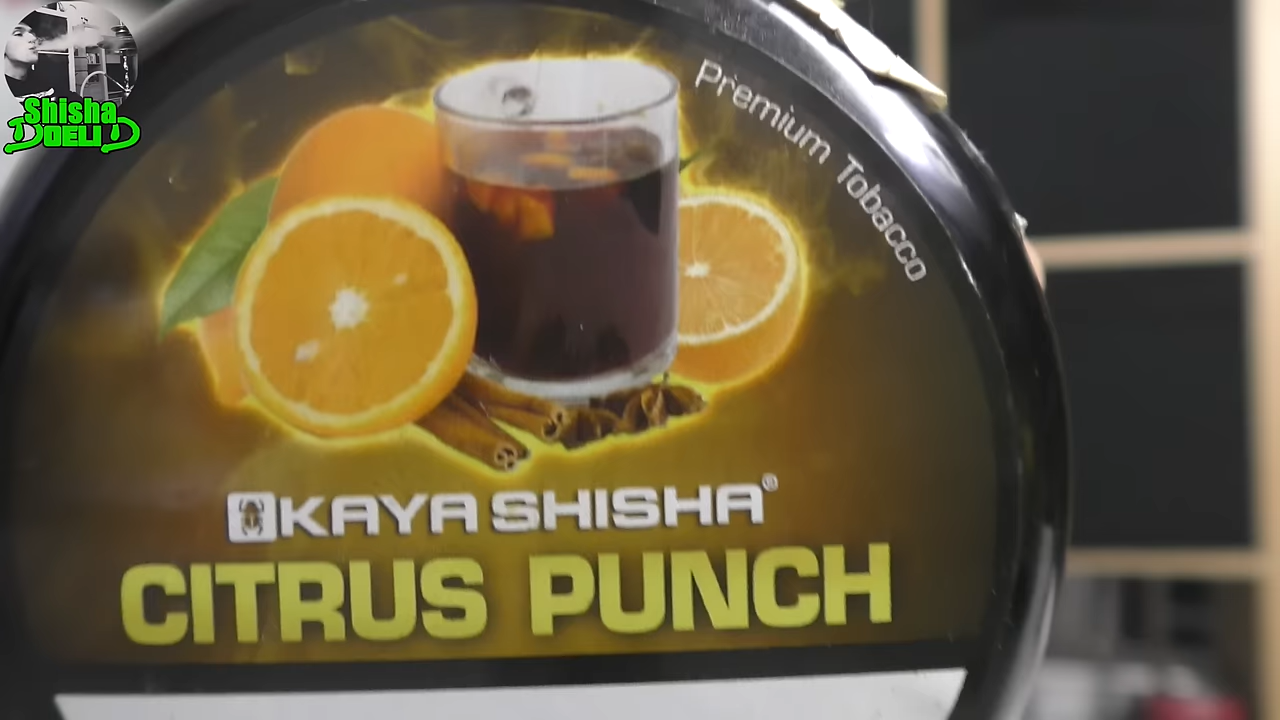 Shisha
DOELI D
Premium Tobacco
KAYA SHISHA®
CITRUS PUNCH